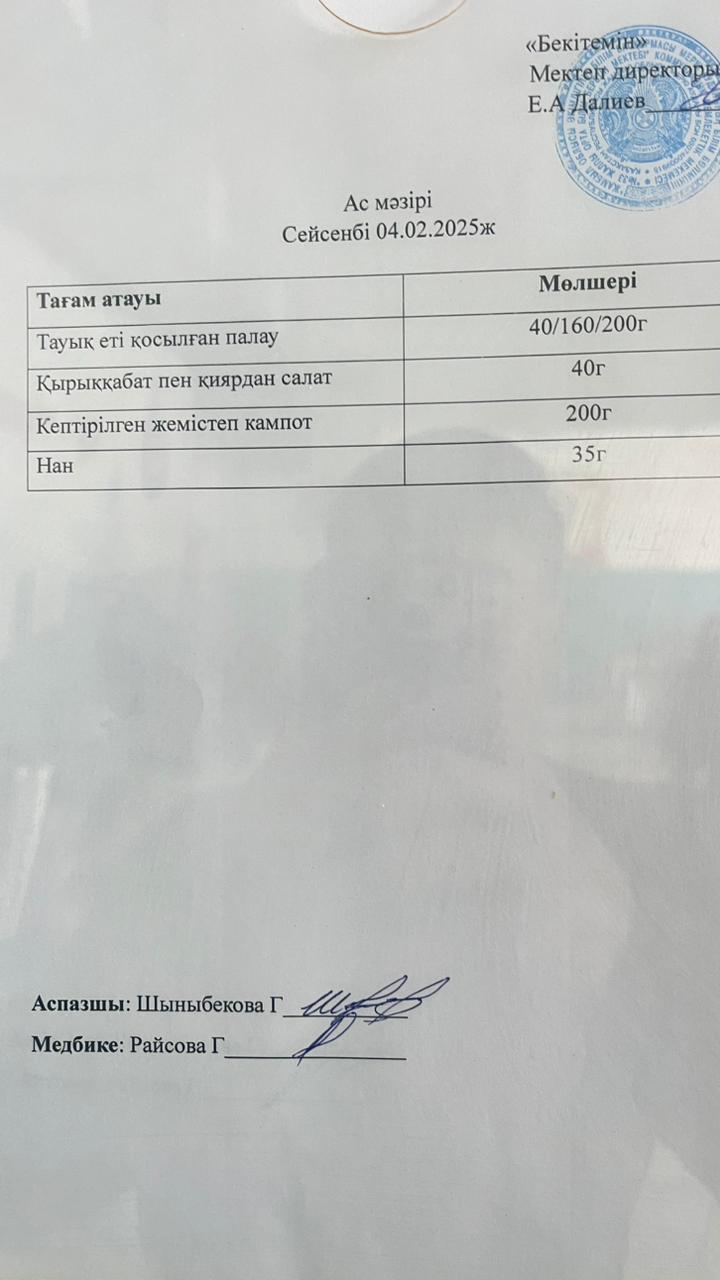 «Бекітемін»
Мектеп директоры
Е.А Далиев
Ас мәзірі
Сейсенбі 04.02.2025ж
Тағам атауы Мөлшері
Тауық еті қосылған палау 40/160/200г
Қырыққабат пен қиярдан салат 40г
Кептірілген жемістеп кампот 200г
Нан 35г
Аспазшы: Шыныбекова Г
Медбике: Райсова Г